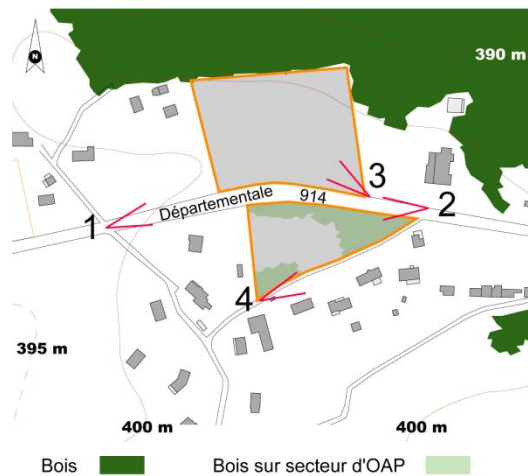 N
390 m
3
Départementale 914
2
1
4
395 m
400 m
400 m
Bois
Bois sur secteur d'OAP